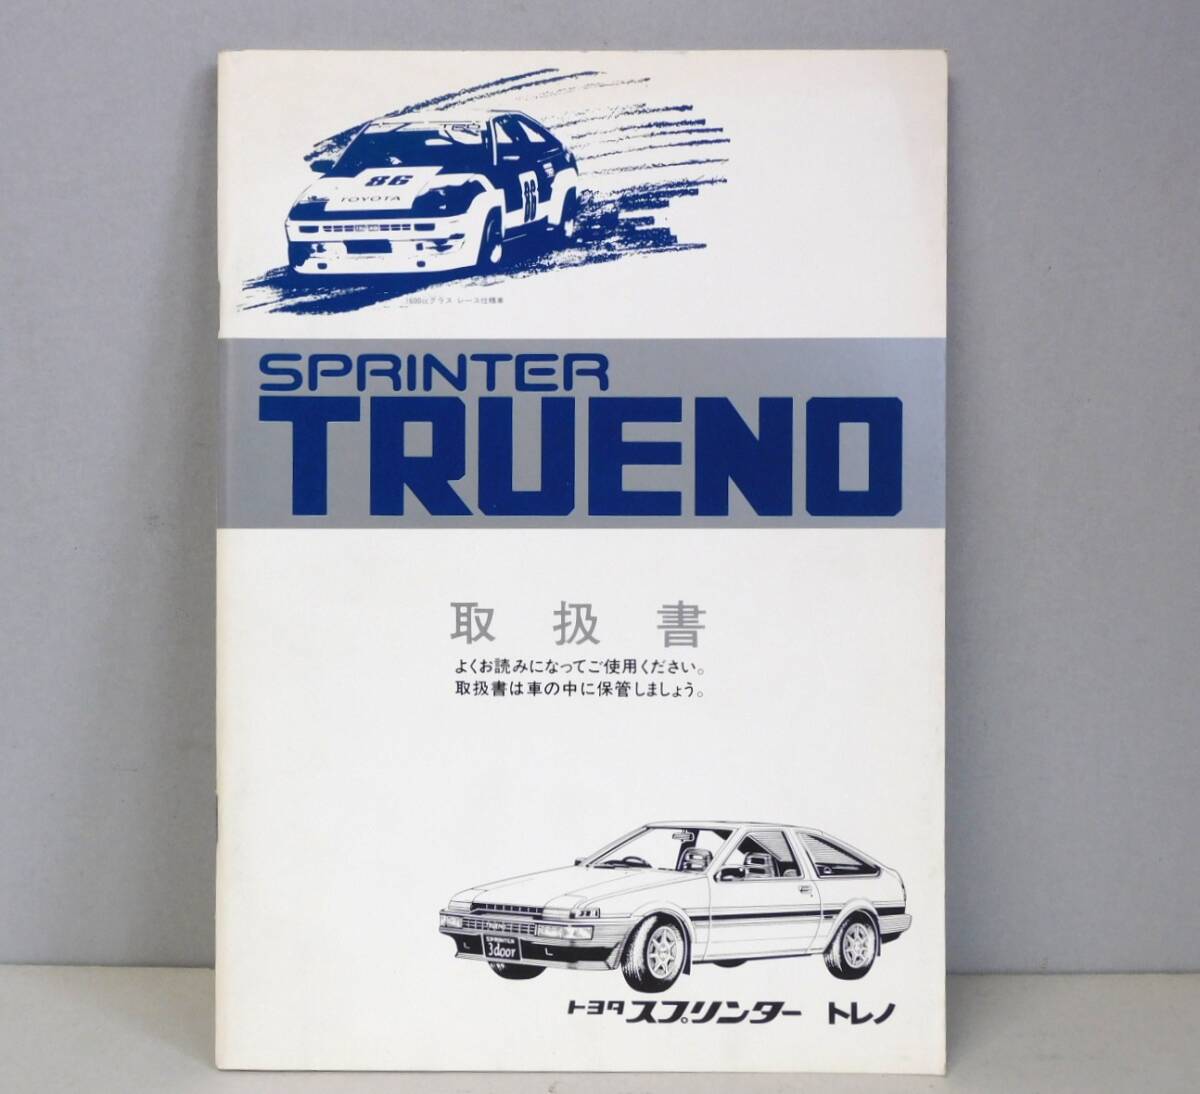 TRD
86
TOYOTA
86
1600ccクラス レース仕様車
SPRINTER
TRUENO
取扱書
よくお読みになってご使用ください。
取扱書は車の中に保管しましょう。
SPRINTER
3door
トヨタ スプリンター トレノ